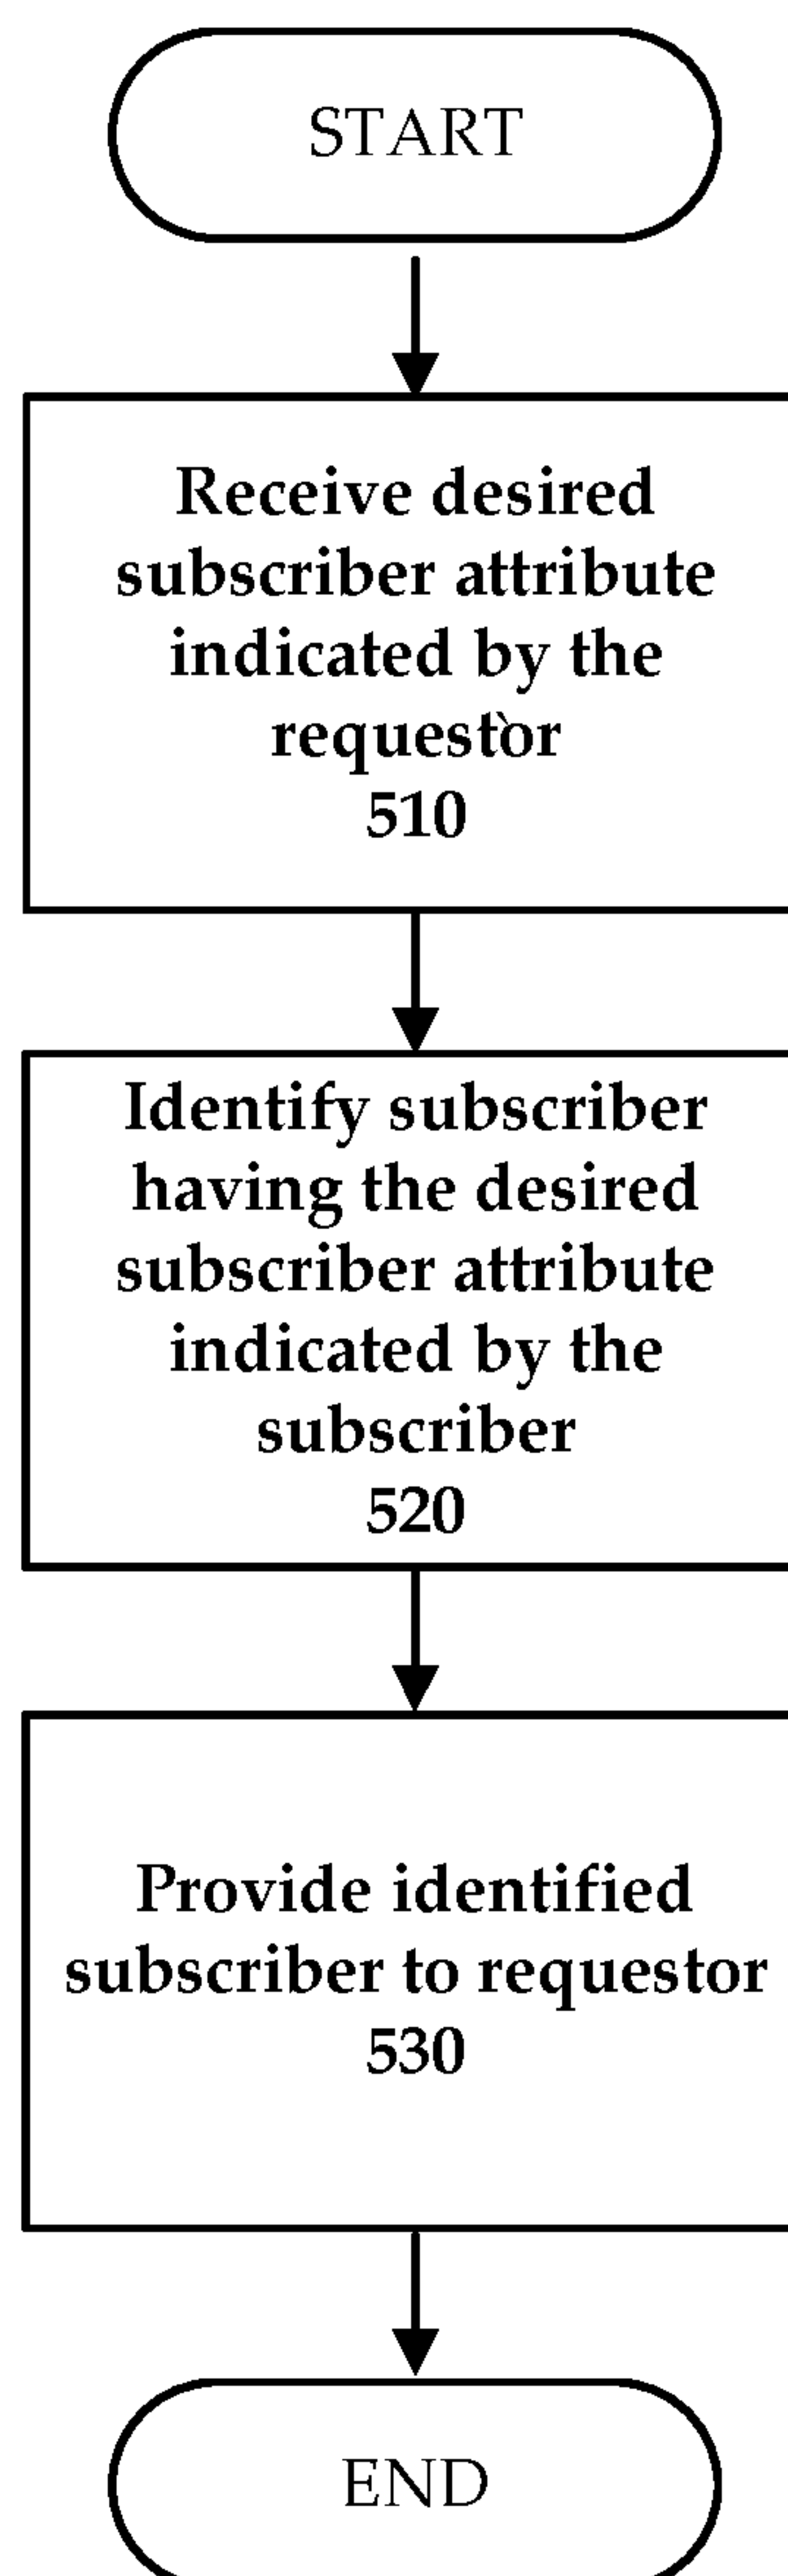 START
Receive desired
subscriber attribute
indicated by the
requestor
510
Identify subscriber
having the desired
subscriber attribute
indicated by the
subscriber
520
Provide identified
subscriber to requestor
530
END